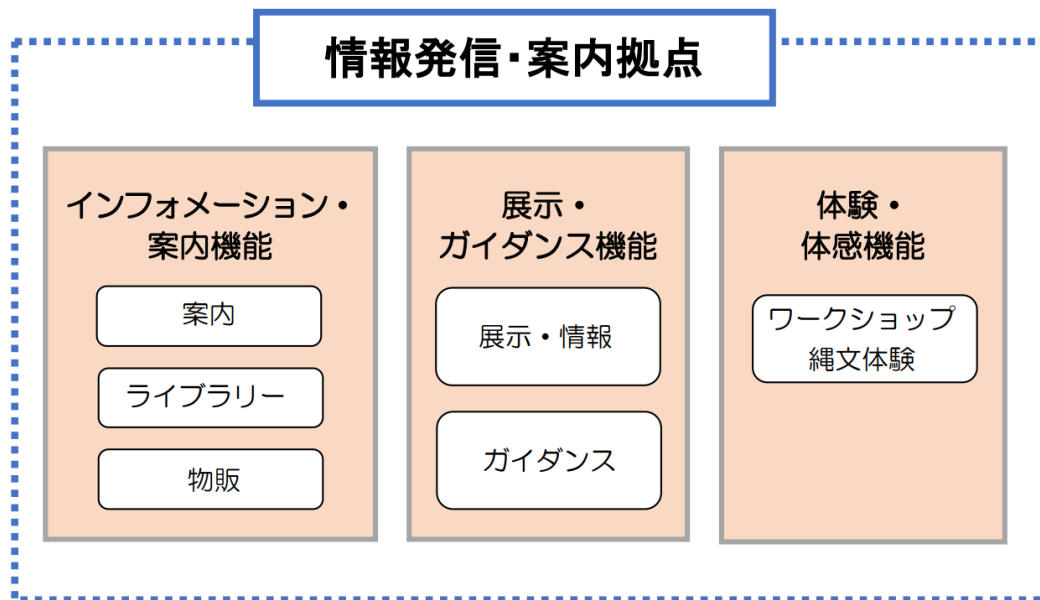 情報発信・案内拠点
インフォメーション・
案内機能
案内
ライブラリー
物販
展示・
ガイダンス機能
展示・情報
ガイダンス
体験・
体感機能
ワークショップ
縄文体験